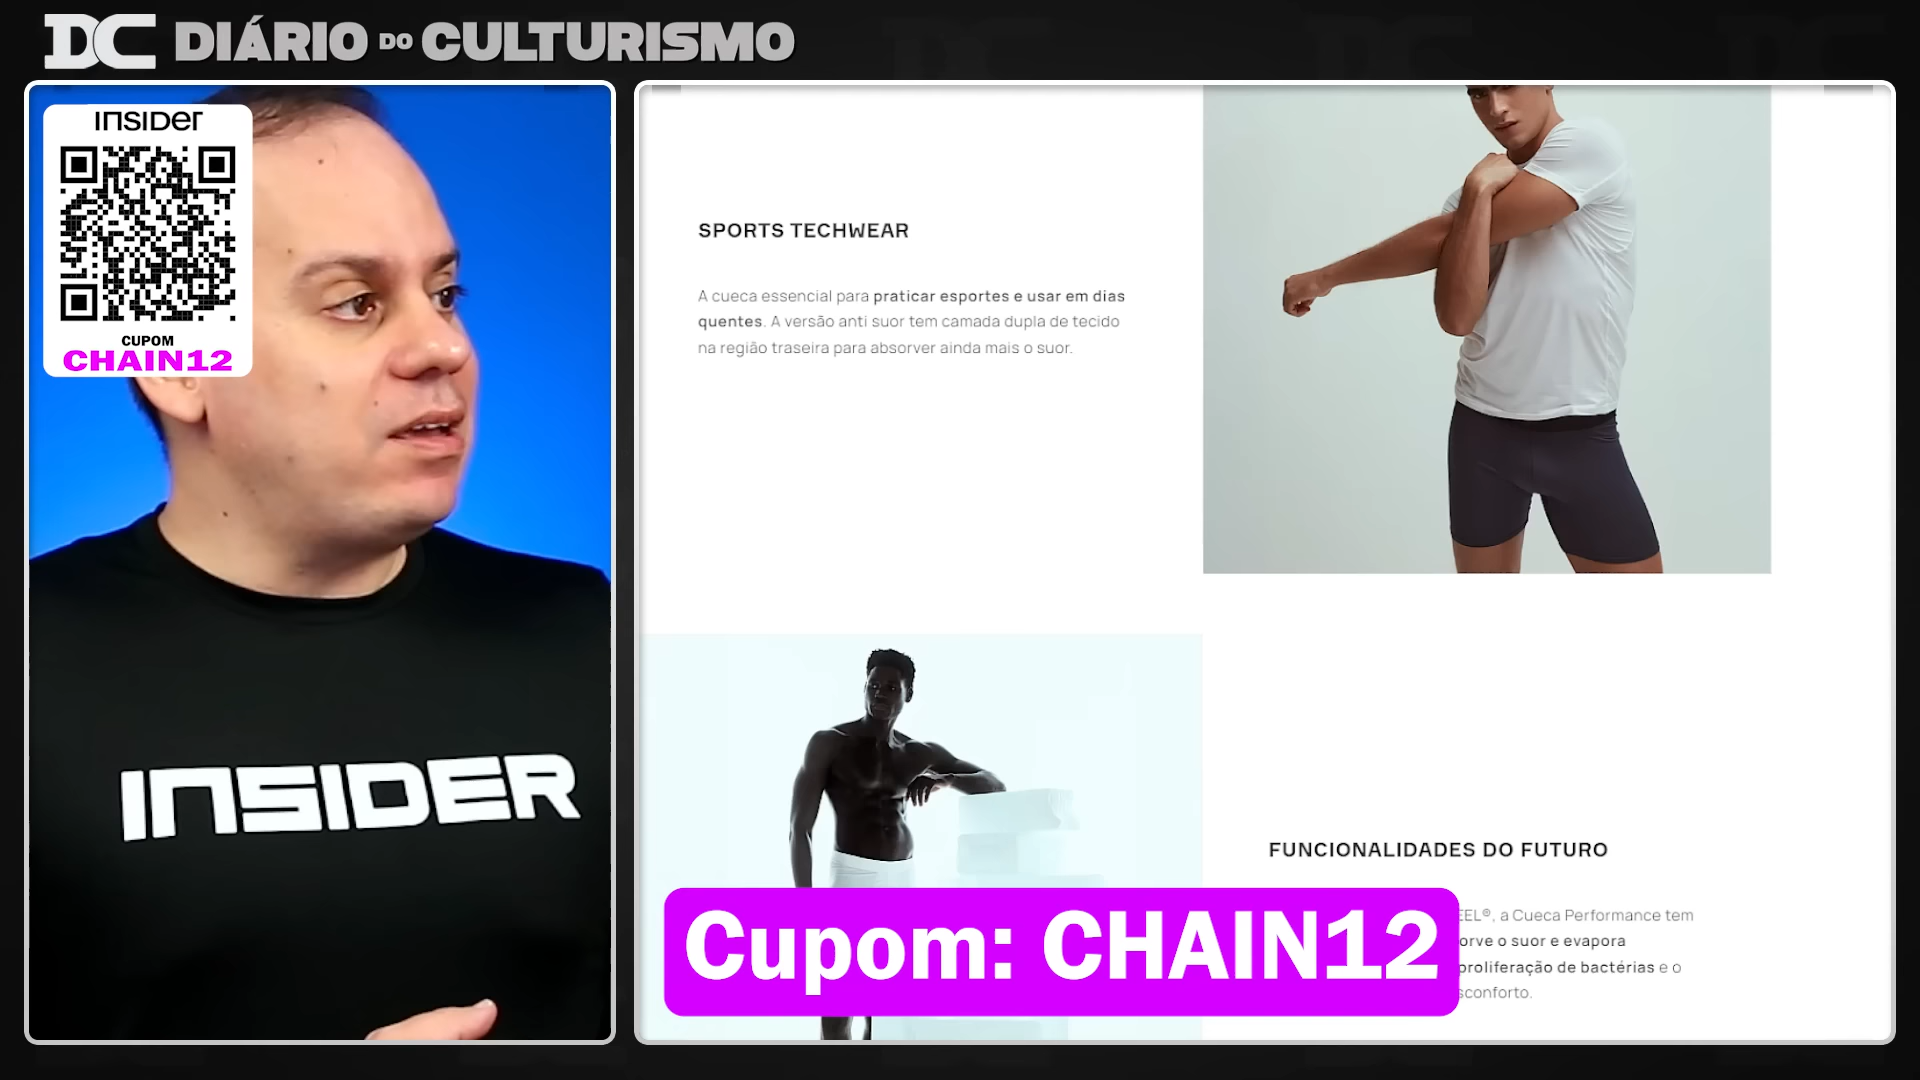 DC DIÁRIO DO CULTURISMO
INSIDER
CUPOM
CHAIN12
INSIDER
SPORTS TECHWEAR
A cueca essencial para praticar esportes e usar em dias
quentes. A versão anti suor tem camada dupla de tecido
na região traseira para absorver ainda mais o suor.
FUNCIONALIDADES DO FUTURO
EEL®, a Cueca Performance tem
orve o suor e evapora
proliferação de bactérias e o
sconforto.
Cupom: CHAIN12